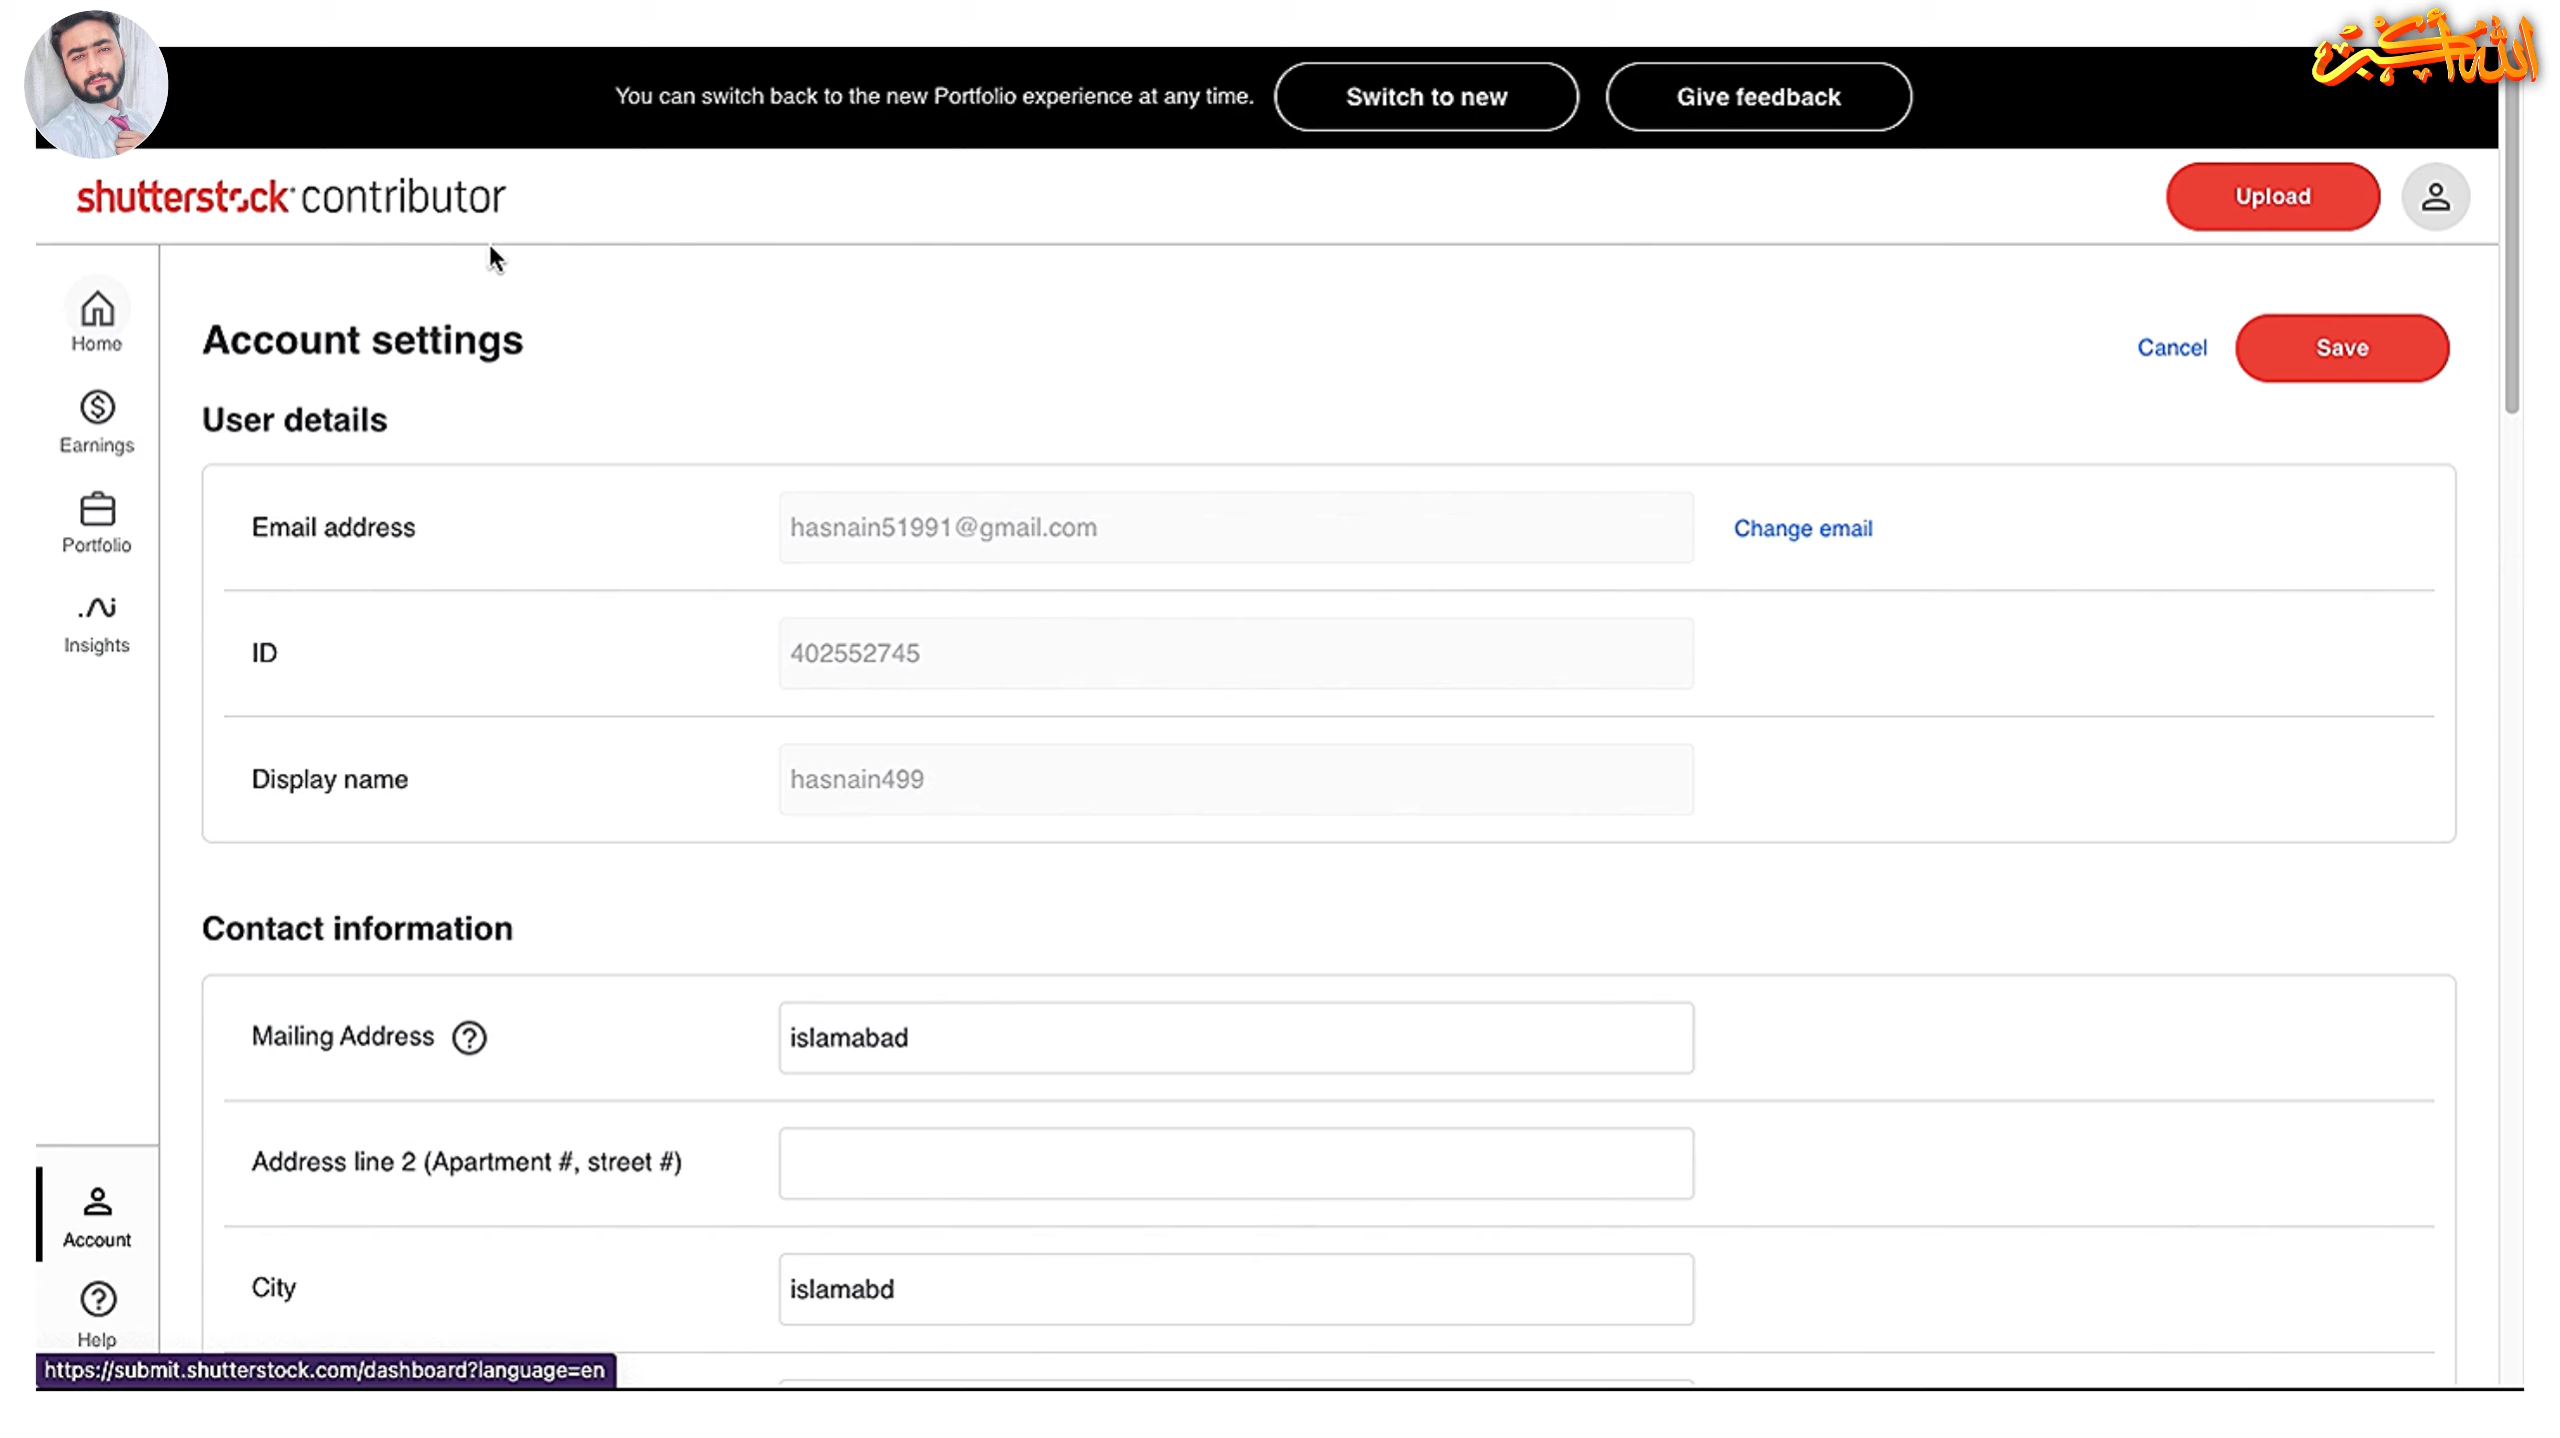 الله أكبر
You can switch back to the new Portfolio experience at any time. Switch to new Give feedback
shutterstock contributor Upload
Home
Earnings
Portfolio
Insights
Account settings Cancel Save
User details
Email address hasnain51991@gmail.com Change email
ID 402552745
Display name hasnain499
Contact information
Mailing Address ? islamabad
Address line 2 (Apartment #, street #)
City islamabd
Account
Help
https://submit.shutterstock.com/dashboard?language=en